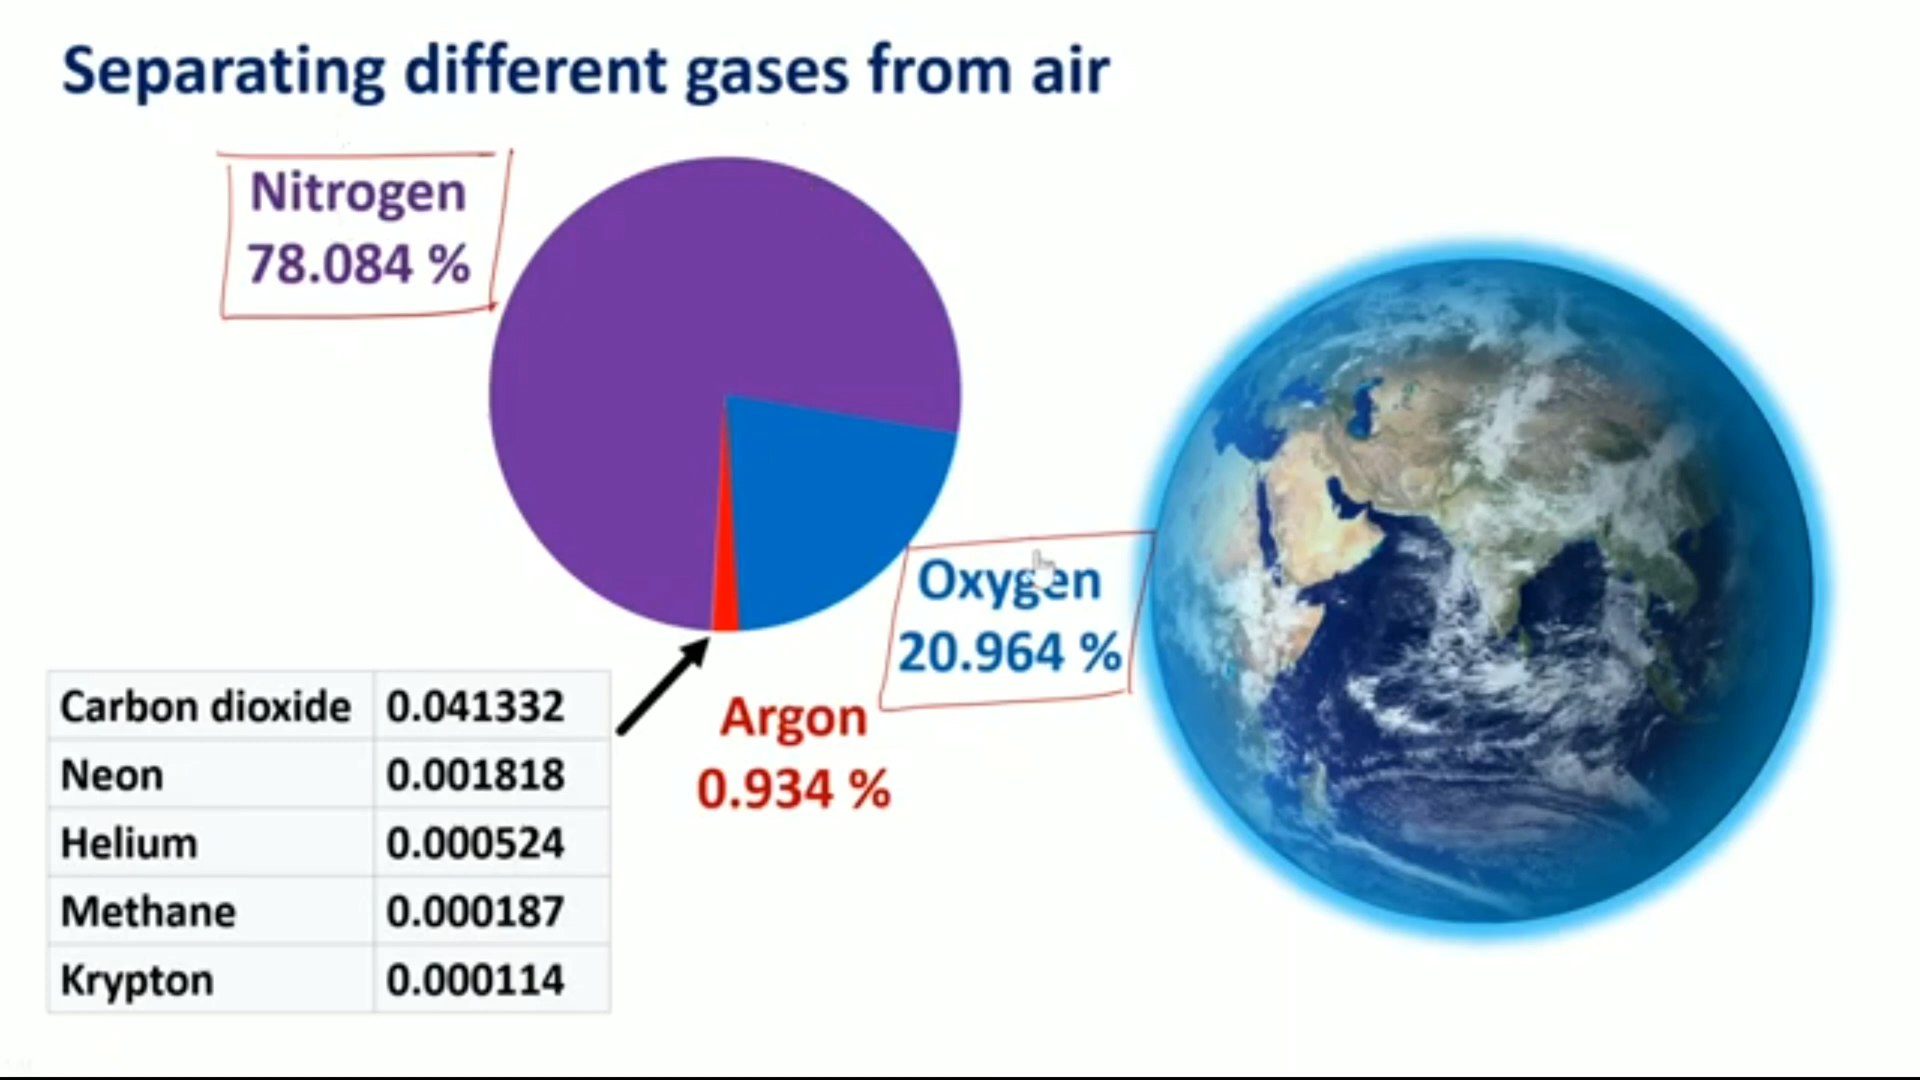 Separating different gases from air
Nitrogen
78.084 %
Oxygen
20.964 %
Argon
0.934 %
Carbon dioxide 0.041332
Neon 0.001818
Helium 0.000524
Methane 0.000187
Krypton 0.000114